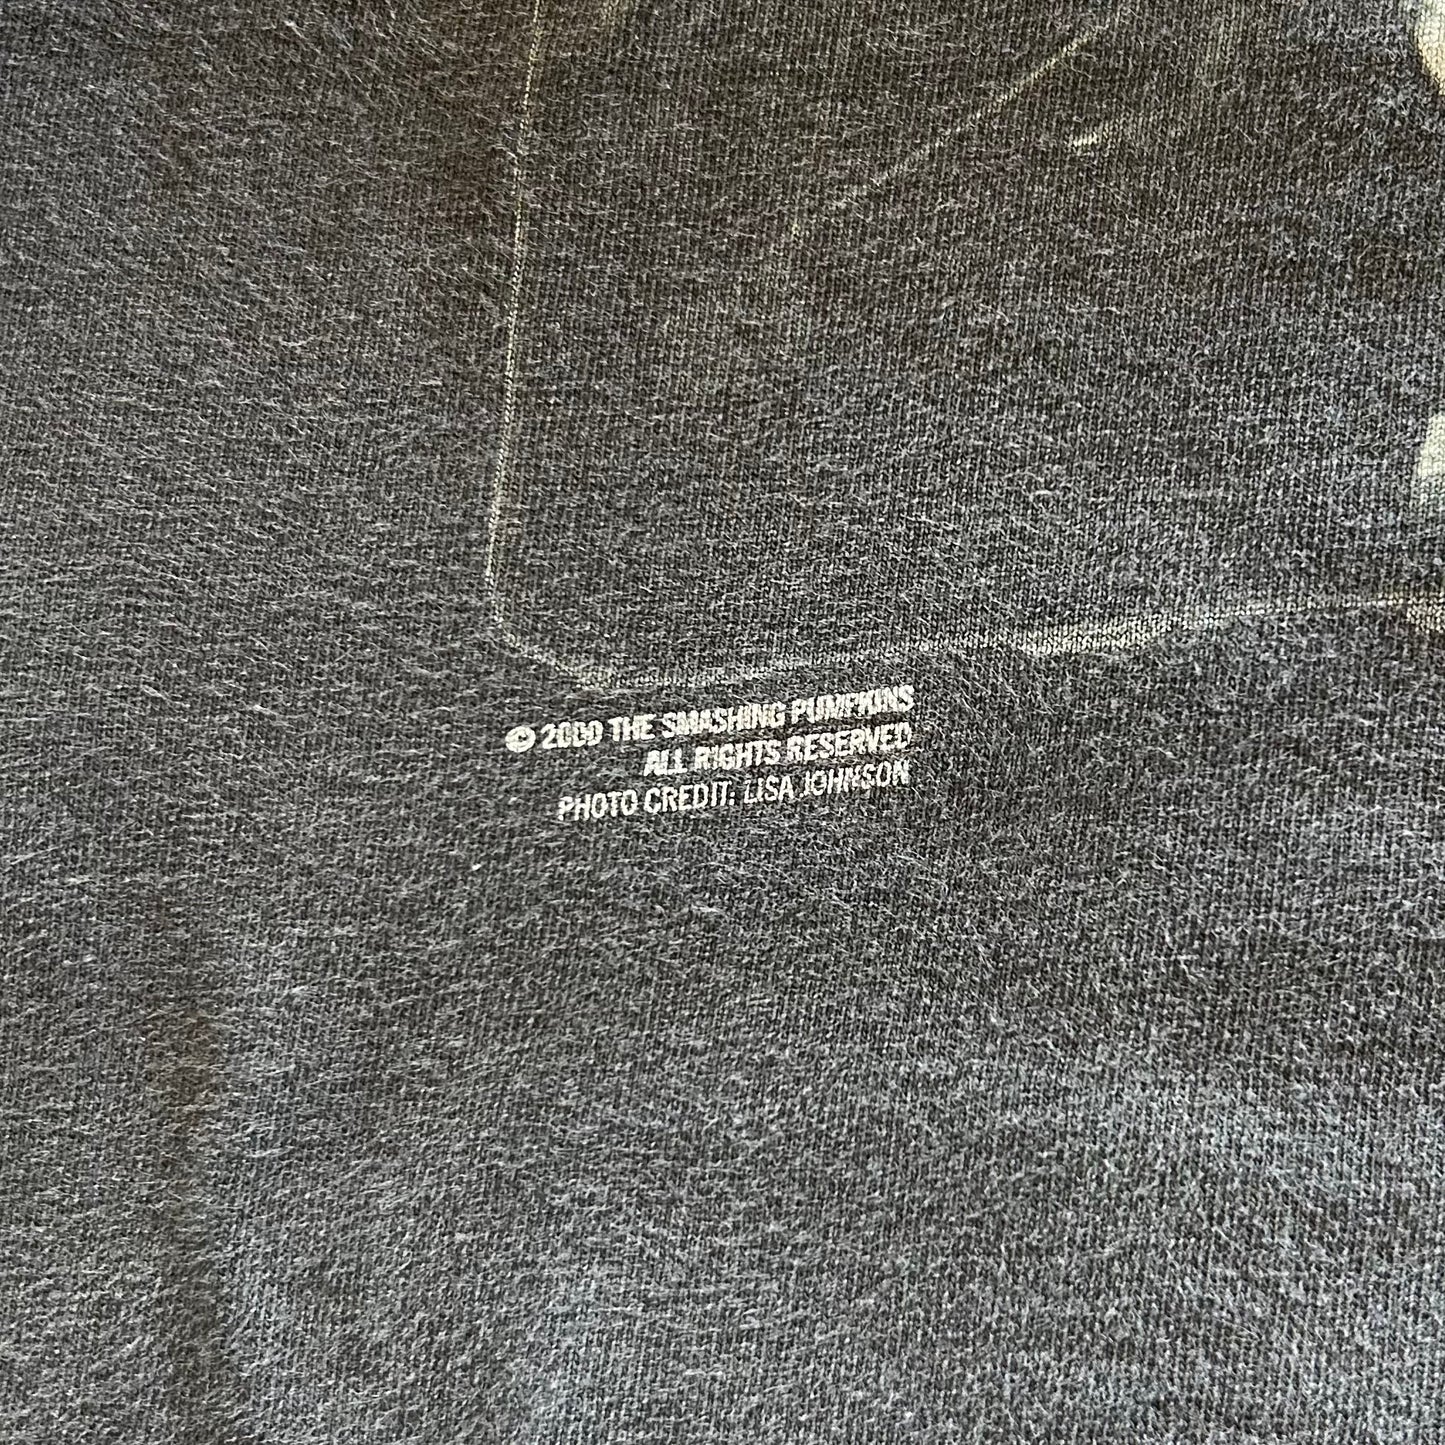 © 2000 THE SMASHING PUMPKINS
ALL RIGHTS RESERVED
PHOTO CREDIT: LISA JOHNSON